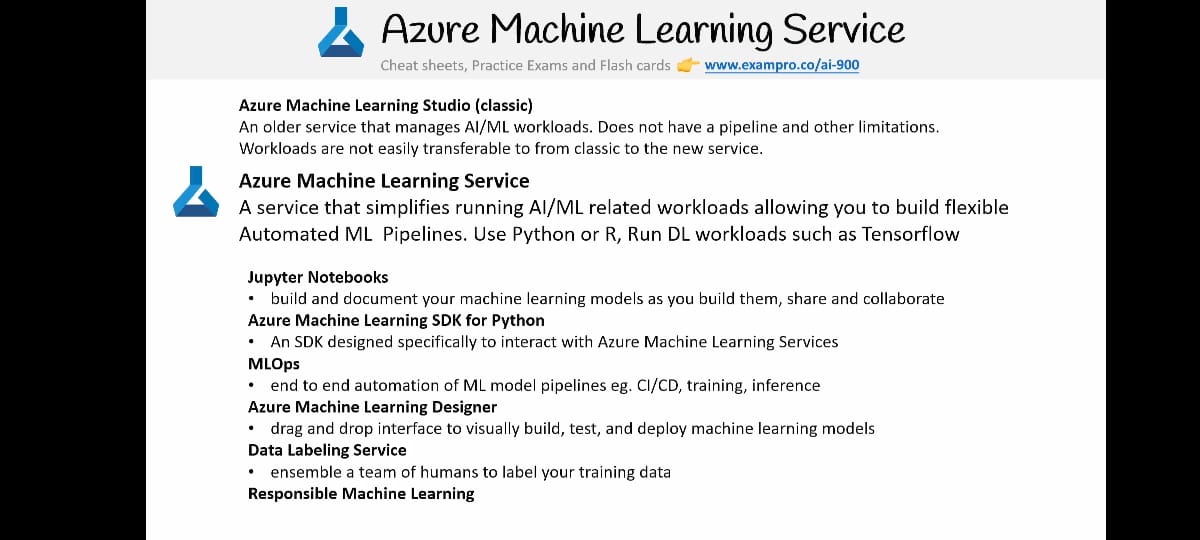 Azure Machine Learning Service
Cheat sheets, Practice Exams and Flash cards 👉 www.exampro.co/ai-900
Azure Machine Learning Studio (classic)
An older service that manages AI/ML workloads. Does not have a pipeline and other limitations.
Workloads are not easily transferable to from classic to the new service.
Azure Machine Learning Service
A service that simplifies running AI/ML related workloads allowing you to build flexible
Automated ML Pipelines. Use Python or R, Run DL workloads such as Tensorflow
Jupyter Notebooks
• build and document your machine learning models as you build them, share and collaborate
Azure Machine Learning SDK for Python
• An SDK designed specifically to interact with Azure Machine Learning Services
MLOps
• end to end automation of ML model pipelines eg. CI/CD, training, inference
Azure Machine Learning Designer
• drag and drop interface to visually build, test, and deploy machine learning models
Data Labeling Service
• ensemble a team of humans to label your training data
Responsible Machine Learning